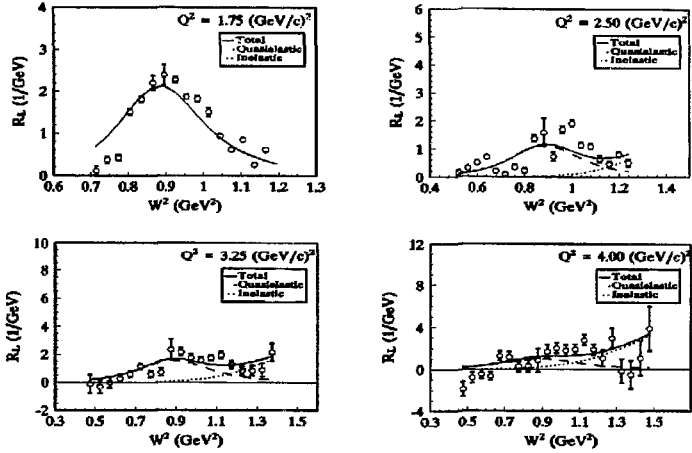 Q² = 1.75 (GeV/c)²
Total
Quasielastic
Inelastic
R_L (1/GeV)
4
3
2
1
0
0.6 0.7 0.8 0.9 1 1.1 1.2 1.3
W² (GeV²)
Q² = 2.50 (GeV/c)²
Total
Quasielastic
Inelastic
R_L (1/GeV)
6
5
4
3
2
1
0
0.4 0.6 0.8 1 1.2 1.4
W² (GeV²)
Q² = 3.25 (GeV/c)²
Total
Quasielastic
Inelastic
R_L (1/GeV)
10
8
6
4
2
0
-2
0.3 0.5 0.7 0.9 1.1 1.3 1.5
W² (GeV²)
Q² = 4.00 (GeV/c)²
Total
Quasielastic
Inelastic
R_L (1/GeV)
12
8
4
0
-4
0.3 0.5 0.7 0.9 1.1 1.3 1.5 1.7
W² (GeV²)